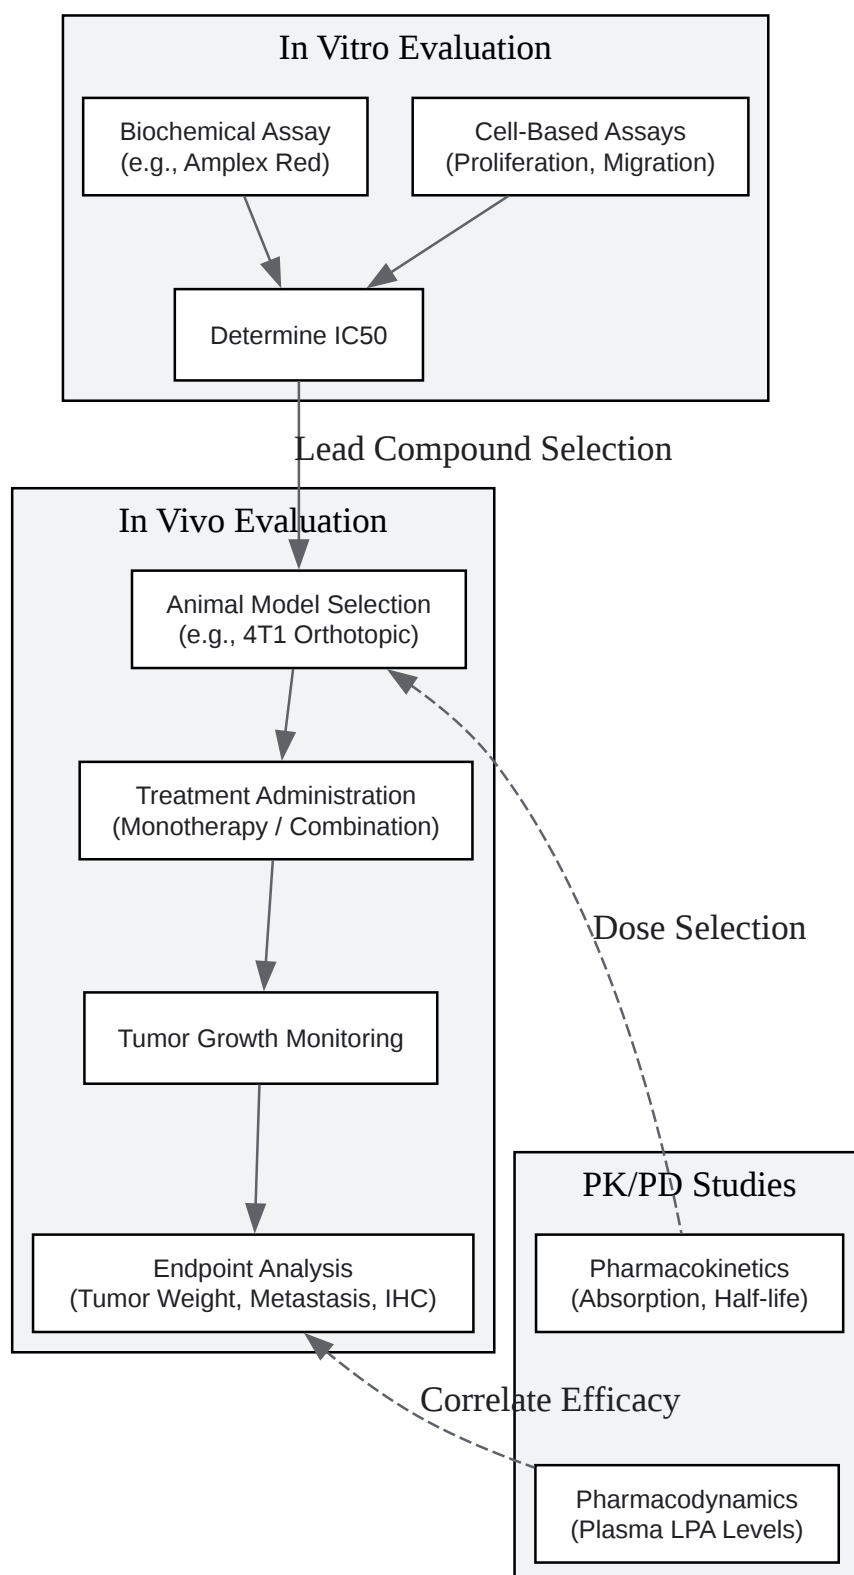 In Vitro Evaluation
Biochemical Assay
(e.g., Amplex Red)
Cell-Based Assays
(Proliferation, Migration)
Determine IC50
Lead Compound Selection
In Vivo Evaluation
Animal Model Selection
(e.g., 4T1 Orthotopic)
Treatment Administration
(Monotherapy / Combination)
Dose Selection
Tumor Growth Monitoring
PK/PD Studies
Endpoint Analysis
(Tumor Weight, Metastasis, IHC)
Pharmacokinetics
(Absorption, Half-life)
Correlate Efficacy
Pharmacodynamics
(Plasma LPA Levels)